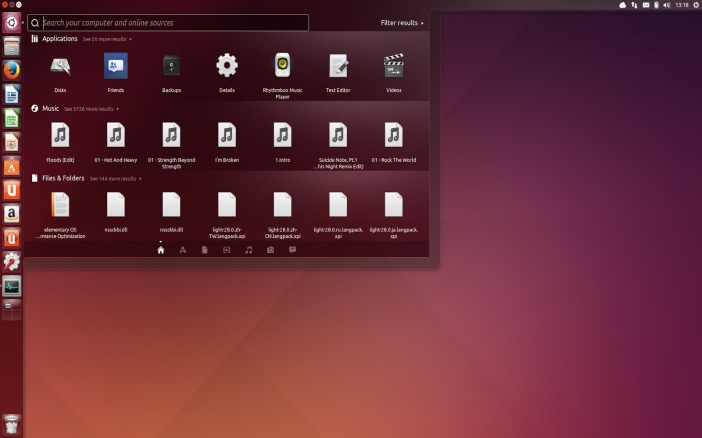 13:18
Search your computer and online sources
Filter results ▸
Applications See 26 more results ▸
Disks
Friends
Backups
Details
Rhythmbox Music Player
Text Editor
Videos
Music See 3726 more results ▸
Floods (Edit)
01 - Hot And Heavy
01 - Strength Beyond Strength
I'm Broken
1.Intro
Suicide Note, Pt.1 ...his Night Remix Edit)
01 - Rock The World
Files & Folders See 144 more results ▸
elementary OS ...rmance Optimization
nssckbi.dll
nssckbi.dll
light-28.0.zh-TW.langpack.xpi
light-28.0.zh-CN.langpack.xpi
light-28.0.ru.langpack.xpi
light-28.0.ja.langpack.xpi